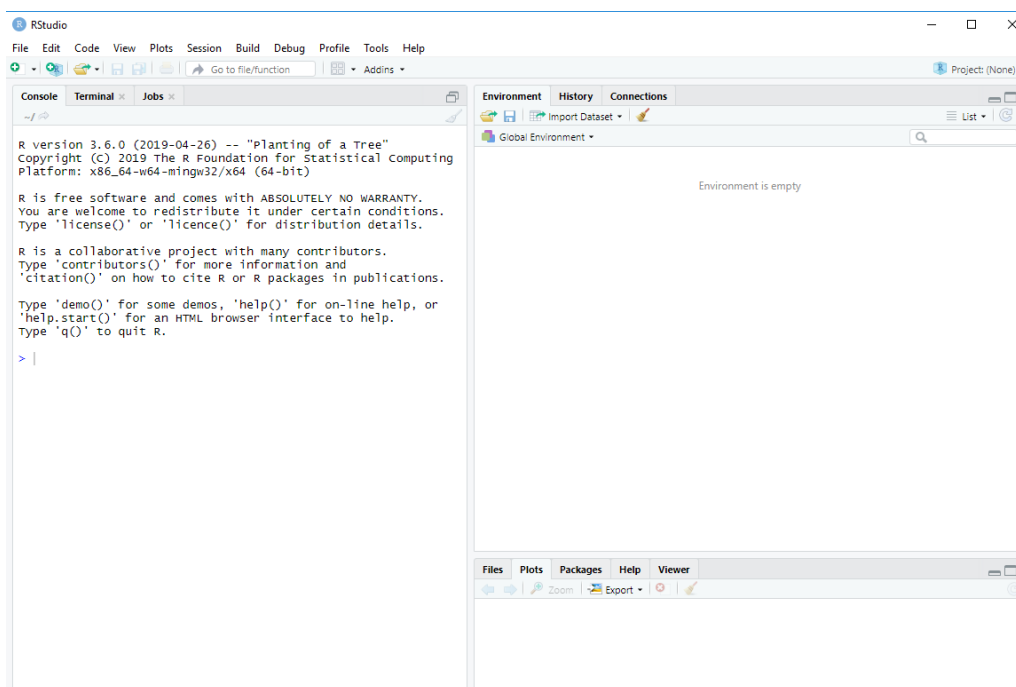 RStudio
File Edit Code View Plots Session Build Debug Profile Tools Help
Go to file/function Addins Project: (None)
Console Terminal Jobs
~/
R version 3.6.0 (2019-04-26) -- "Planting of a Tree"
Copyright (C) 2019 The R Foundation for Statistical Computing
Platform: x86_64-w64-mingw32/x64 (64-bit)
R is free software and comes with ABSOLUTELY NO WARRANTY.
You are welcome to redistribute it under certain conditions.
Type 'license()' or 'licence()' for distribution details.
R is a collaborative project with many contributors.
Type 'contributors()' for more information and
'citation()' on how to cite R or R packages in publications.
Type 'demo()' for some demos, 'help()' for on-line help, or
'help.start()' for an HTML browser interface to help.
Type 'q()' to quit R.
>
Environment History Connections
Import Dataset List
Global Environment
Environment is empty
Files Plots Packages Help Viewer
Zoom Export